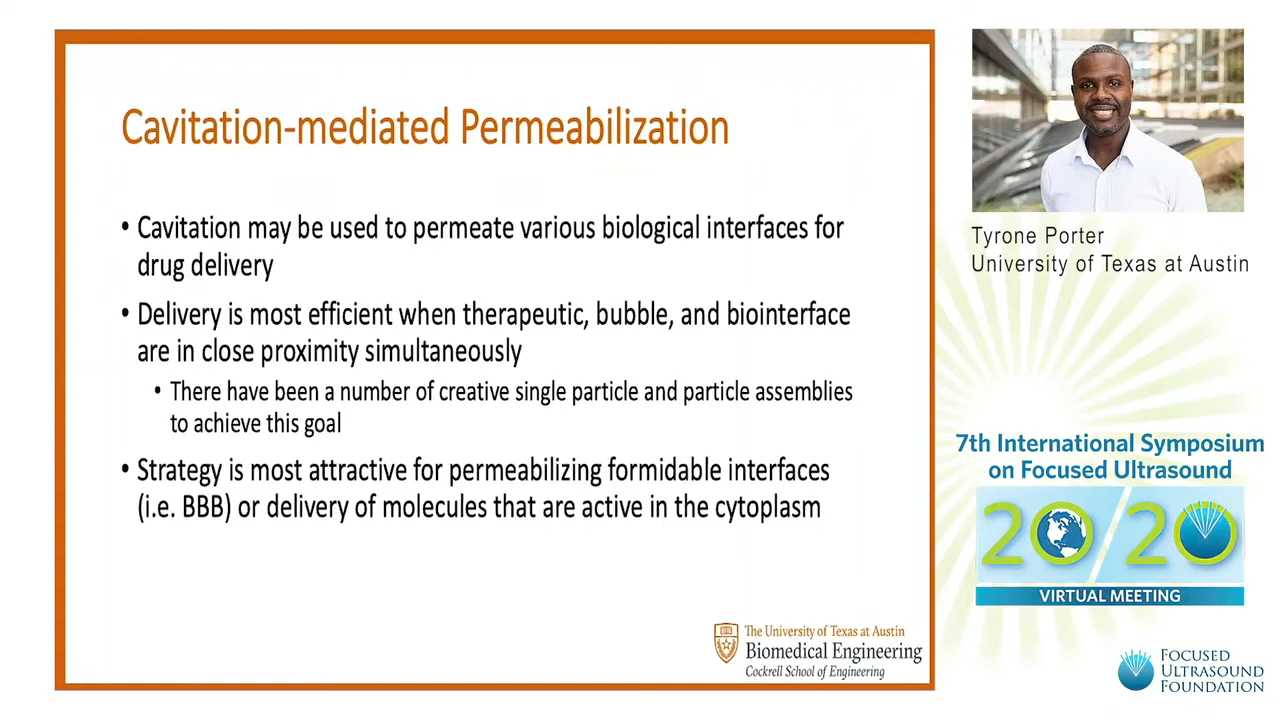 Cavitation-mediated Permeabilization
• Cavitation may be used to permeate various biological interfaces for
drug delivery
• Delivery is most efficient when therapeutic, bubble, and biointerface
are in close proximity simultaneously
• There have been a number of creative single particle and particle assemblies
to achieve this goal
• Strategy is most attractive for permeabilizing formidable interfaces
(i.e. BBB) or delivery of molecules that are active in the cytoplasm
The University of Texas at Austin
Biomedical Engineering
Cockrell School of Engineering
Tyrone Porter
University of Texas at Austin
7th International Symposium
on Focused Ultrasound
20/20
VIRTUAL MEETING
FOCUSED
ULTRASOUND
FOUNDATION